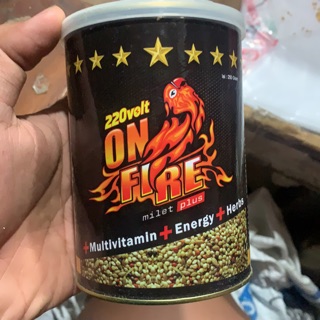 220volt
ON
FIRE
milet plus
+Multivitamin+Energy+Herbs